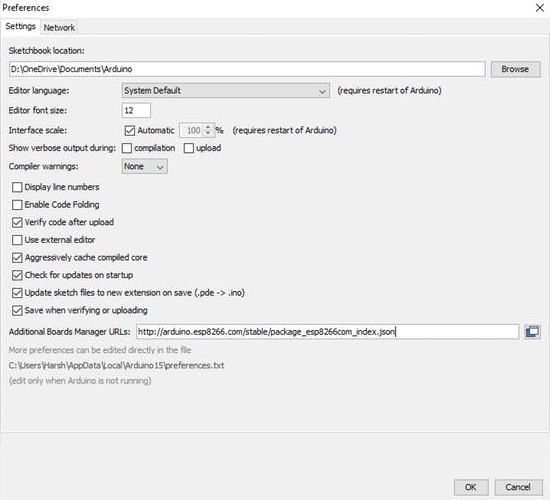 Preferences
Settings Network
Sketchbook location:
D:\OneDrive\Documents\Arduino Browse
Editor language: System Default (requires restart of Arduino)
Editor font size: 12
Interface scale: Automatic 100 % (requires restart of Arduino)
Show verbose output during: compilation upload
Compiler warnings: None
Display line numbers
Enable Code Folding
Verify code after upload
Use external editor
Aggressively cache compiled core
Check for updates on startup
Update sketch files to new extension on save (.pde -> .ino)
Save when verifying or uploading
Additional Boards Manager URLs: http://arduino.esp8266.com/stable/package_esp8266com_index.json
More preferences can be edited directly in the file
C:\Users\Harsh\AppData\Local\Arduino15\preferences.txt
(edit only when Arduino is not running)
OK Cancel